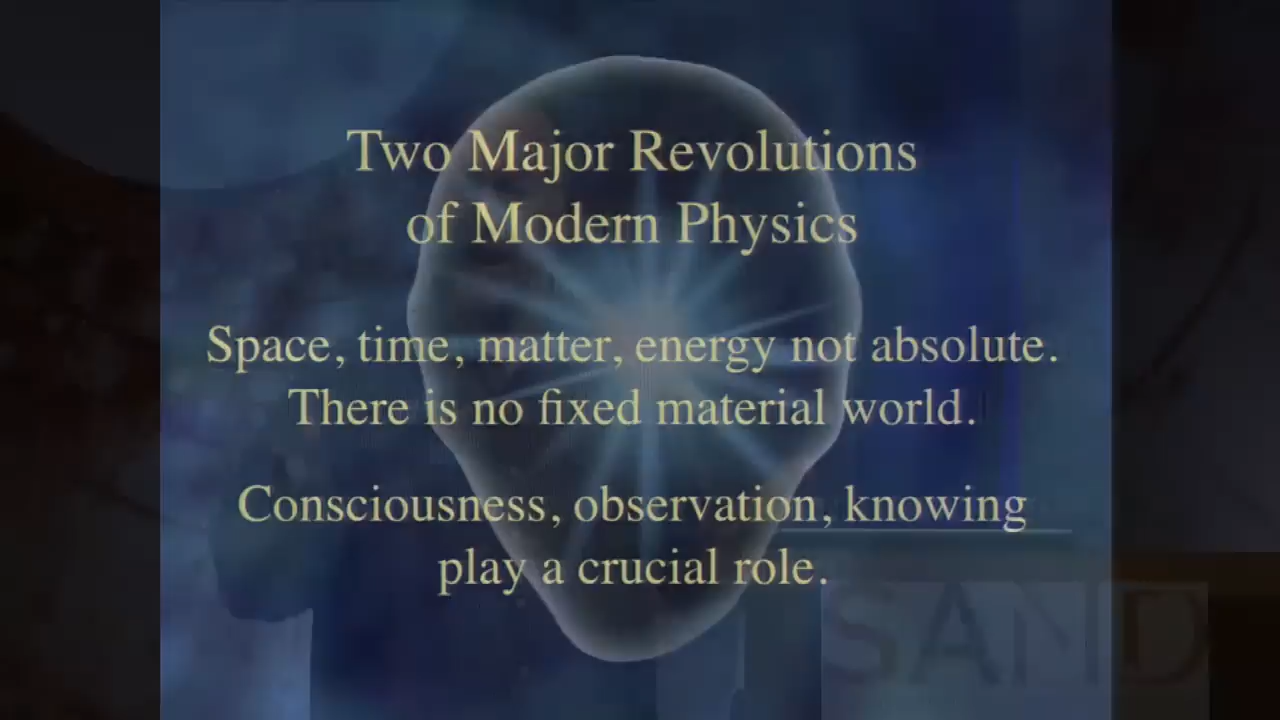 Two Major Revolutions
of Modern Physics
Space, time, matter, energy not absolute.
There is no fixed material world.
Consciousness, observation, knowing
play a crucial role.
SAND